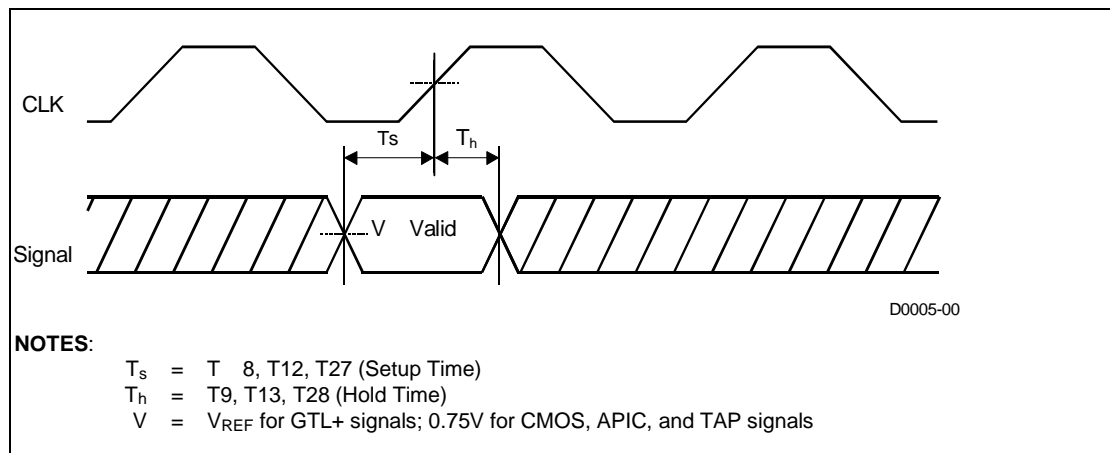 CLK
Ts
Th
V Valid
Signal
D0005-00
NOTES:
Ts = T 8, T12, T27 (Setup Time)
Th = T9, T13, T28 (Hold Time)
V = VREF for GTL+ signals; 0.75V for CMOS, APIC, and TAP signals